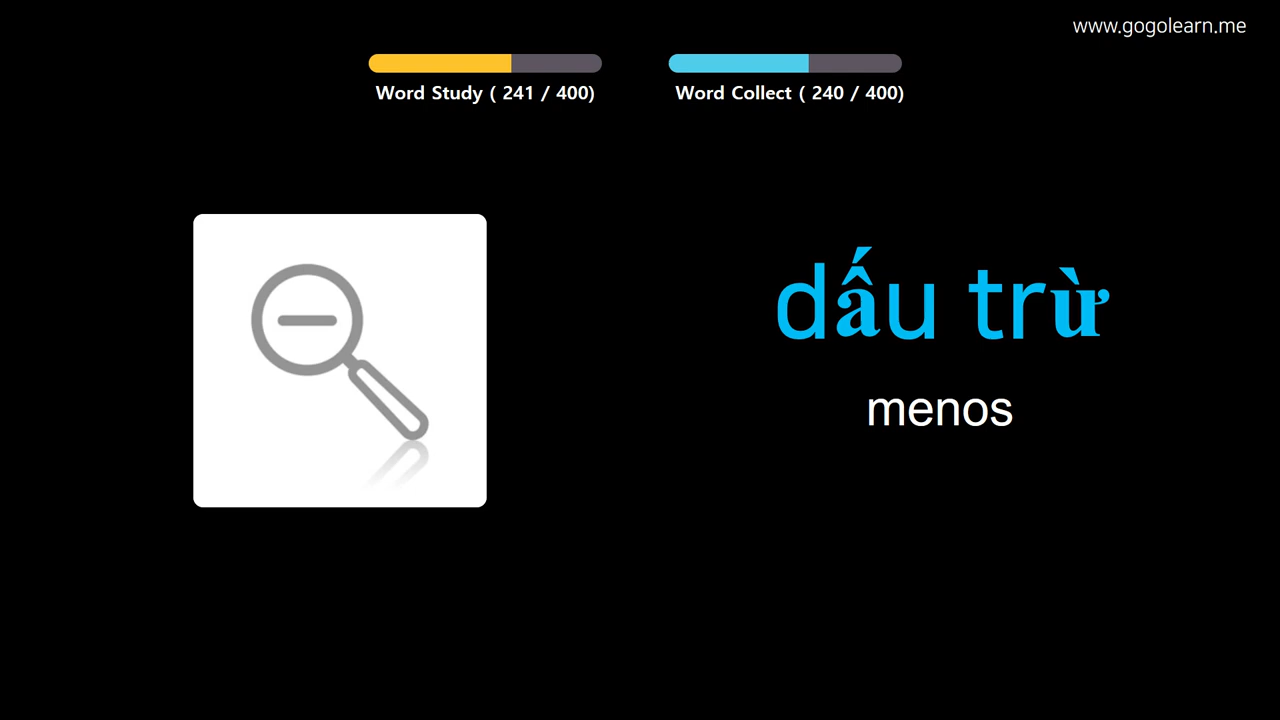 www.gogolearn.me
Word Study ( 241 / 400)
Word Collect ( 240 / 400)
dấu trừ
menos